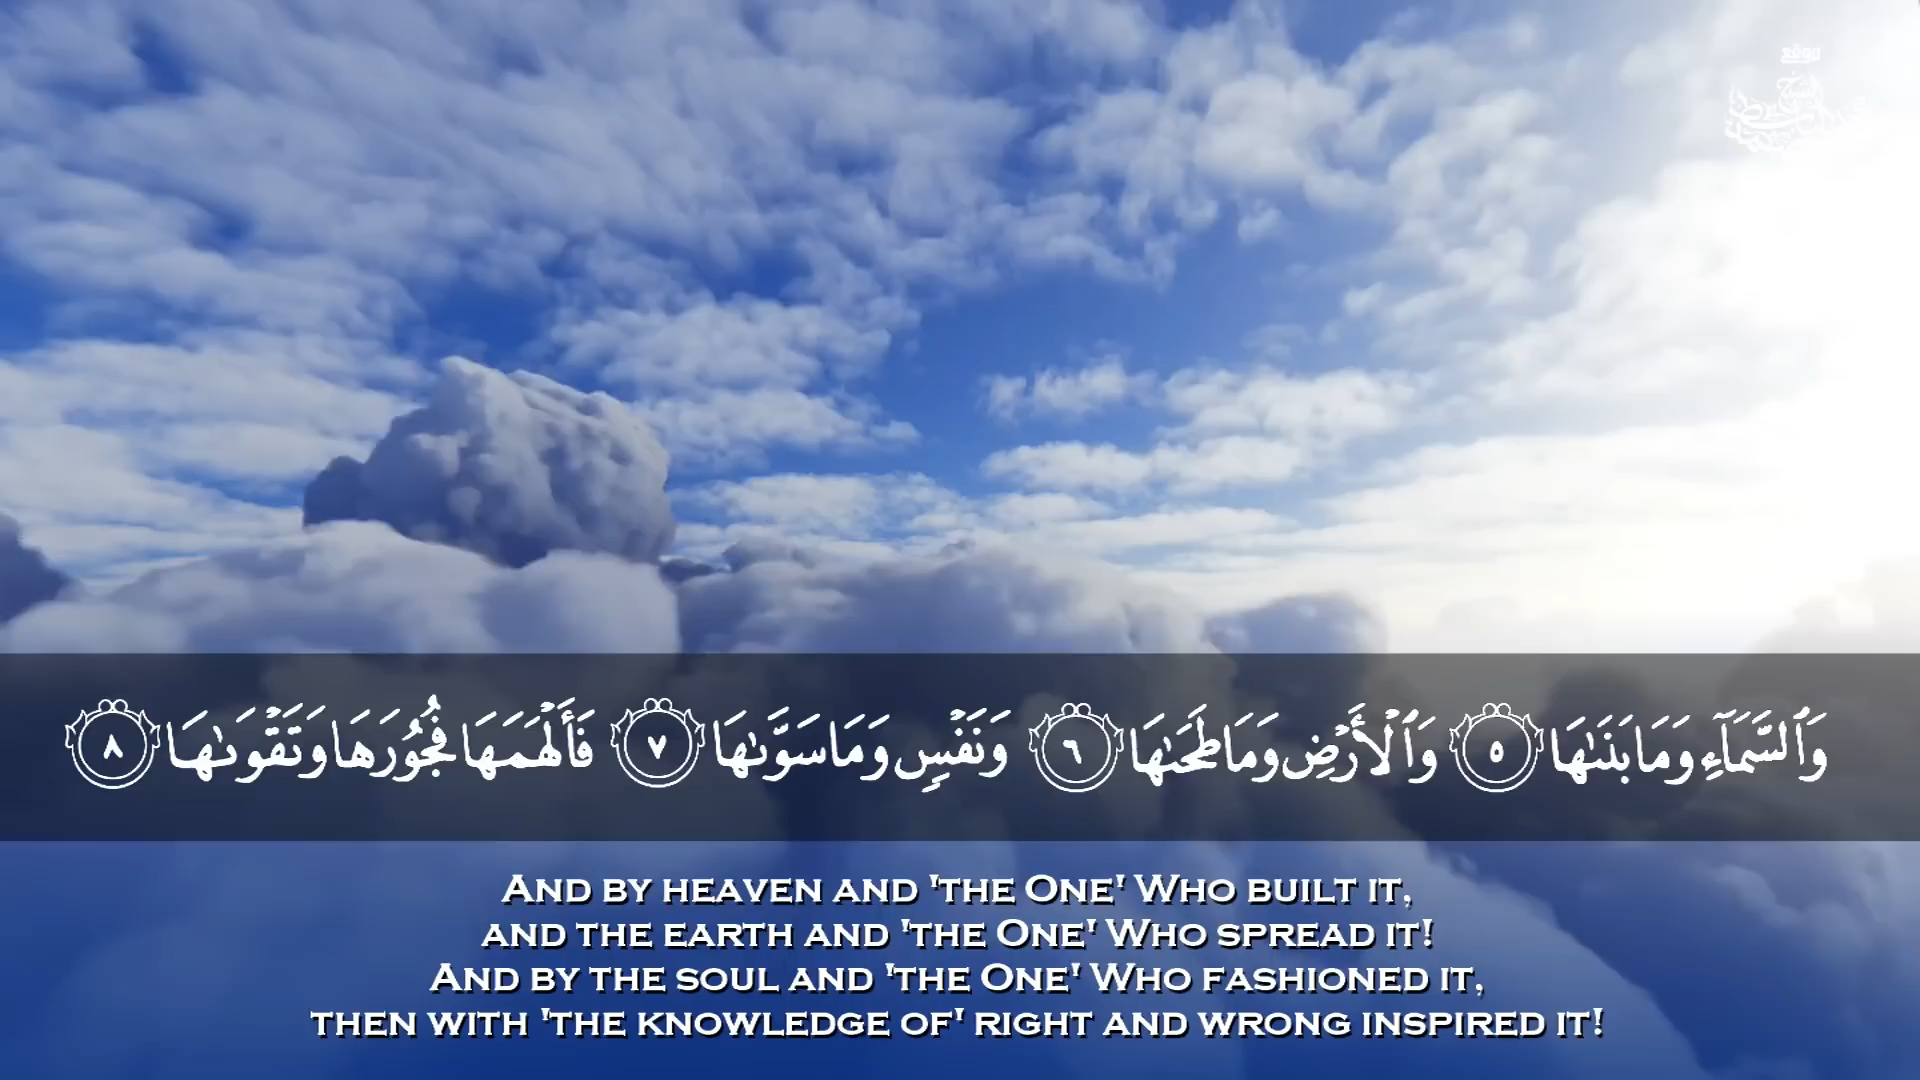 موقع
الشيخ
وَٱلسَّمَآءِ وَمَا بَنَىٰهَا ٥ وَٱلْأَرْضِ وَمَا طَحَىٰهَا ٦ وَنَفْسٍ وَمَا سَوَّىٰهَا ٧ فَأَلْهَمَهَا فُجُورَهَا وَتَقْوَىٰهَا ٨
AND BY HEAVEN AND 'THE ONE' WHO BUILT IT,
AND THE EARTH AND 'THE ONE' WHO SPREAD IT!
AND BY THE SOUL AND 'THE ONE' WHO FASHIONED IT,
THEN WITH 'THE KNOWLEDGE OF' RIGHT AND WRONG INSPIRED IT!